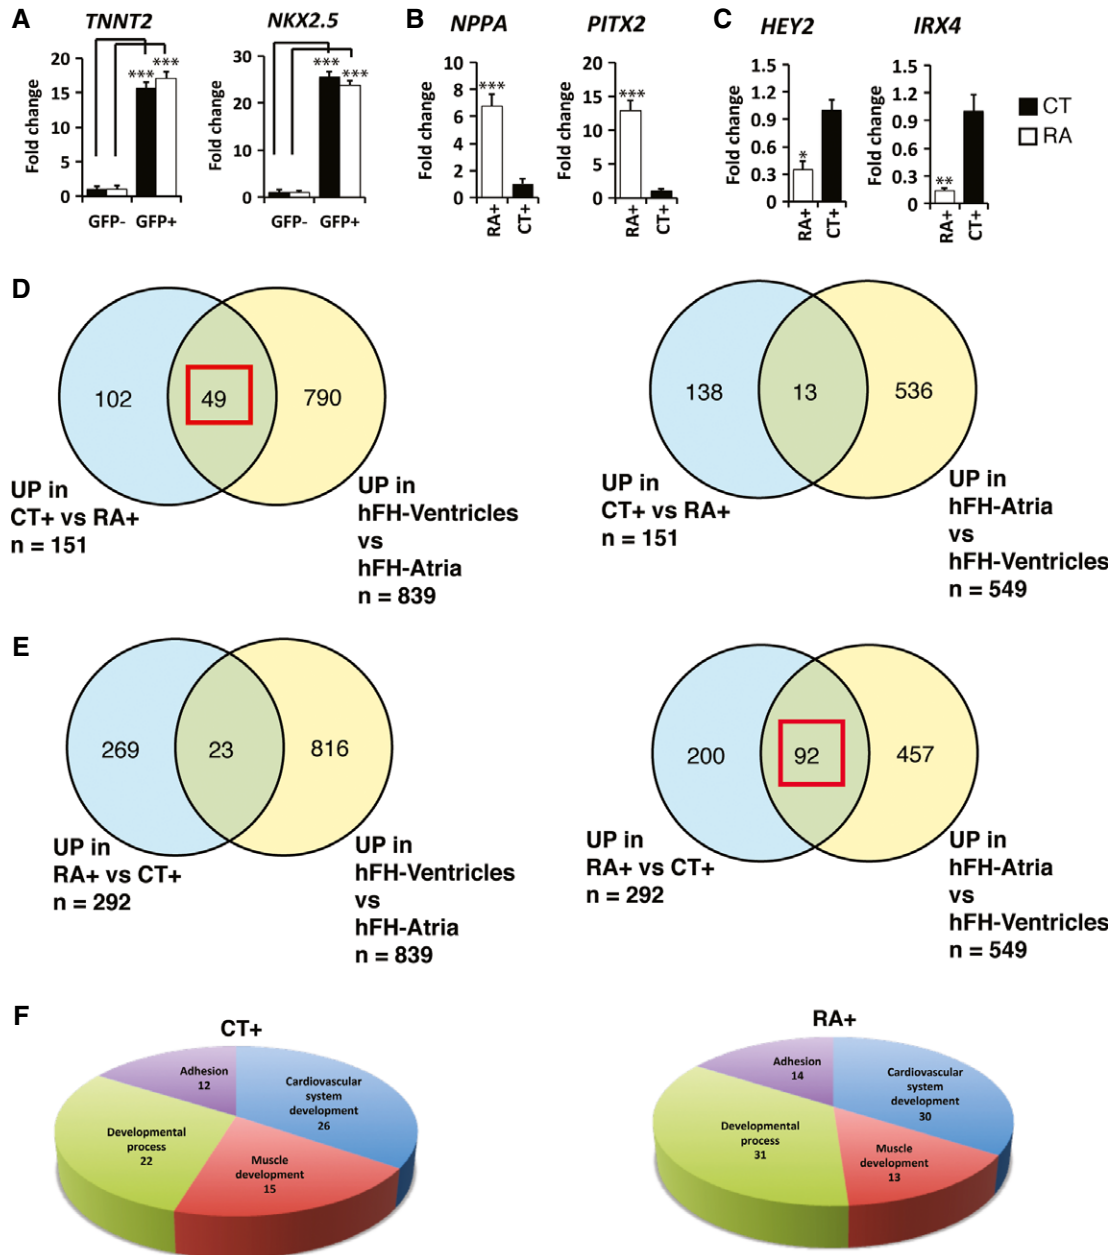 A
TNNT2
NKX2.5
Fold change
20
15
10
5
0
***
***
GFP- GFP+
Fold change
30
20
10
0
***
***
GFP- GFP+
B
NPPA
PITX2
Fold change
10
8
6
4
2
0
***
RA+
CT+
Fold change
20
15
10
5
0
***
RA+
CT+
C
HEY2
IRX4
Fold change
1.5
1.2
0.9
0.6
0.3
0
*
RA+
CT+
Fold change
1.5
1.2
0.9
0.6
0.3
0
**
RA+
CT+
CT
RA
D
102
49
790
UP in
CT+ vs RA+
n = 151
UP in
hFH-Ventricles
vs
hFH-Atria
n = 839
138
13
536
UP in
CT+ vs RA+
n = 151
UP in
hFH-Atria
vs
hFH-Ventricles
n = 549
E
269
23
816
UP in
RA+ vs CT+
n = 292
UP in
hFH-Ventricles
vs
hFH-Atria
n = 839
200
92
457
UP in
RA+ vs CT+
n = 292
UP in
hFH-Atria
vs
hFH-Ventricles
n = 549
F
CT+
Adhesion
12
Cardiovascular
system
development
26
Developmental
process
22
Muscle
development
15
RA+
Adhesion
14
Cardiovascular
system
development
30
Developmental
process
31
Muscle
development
13